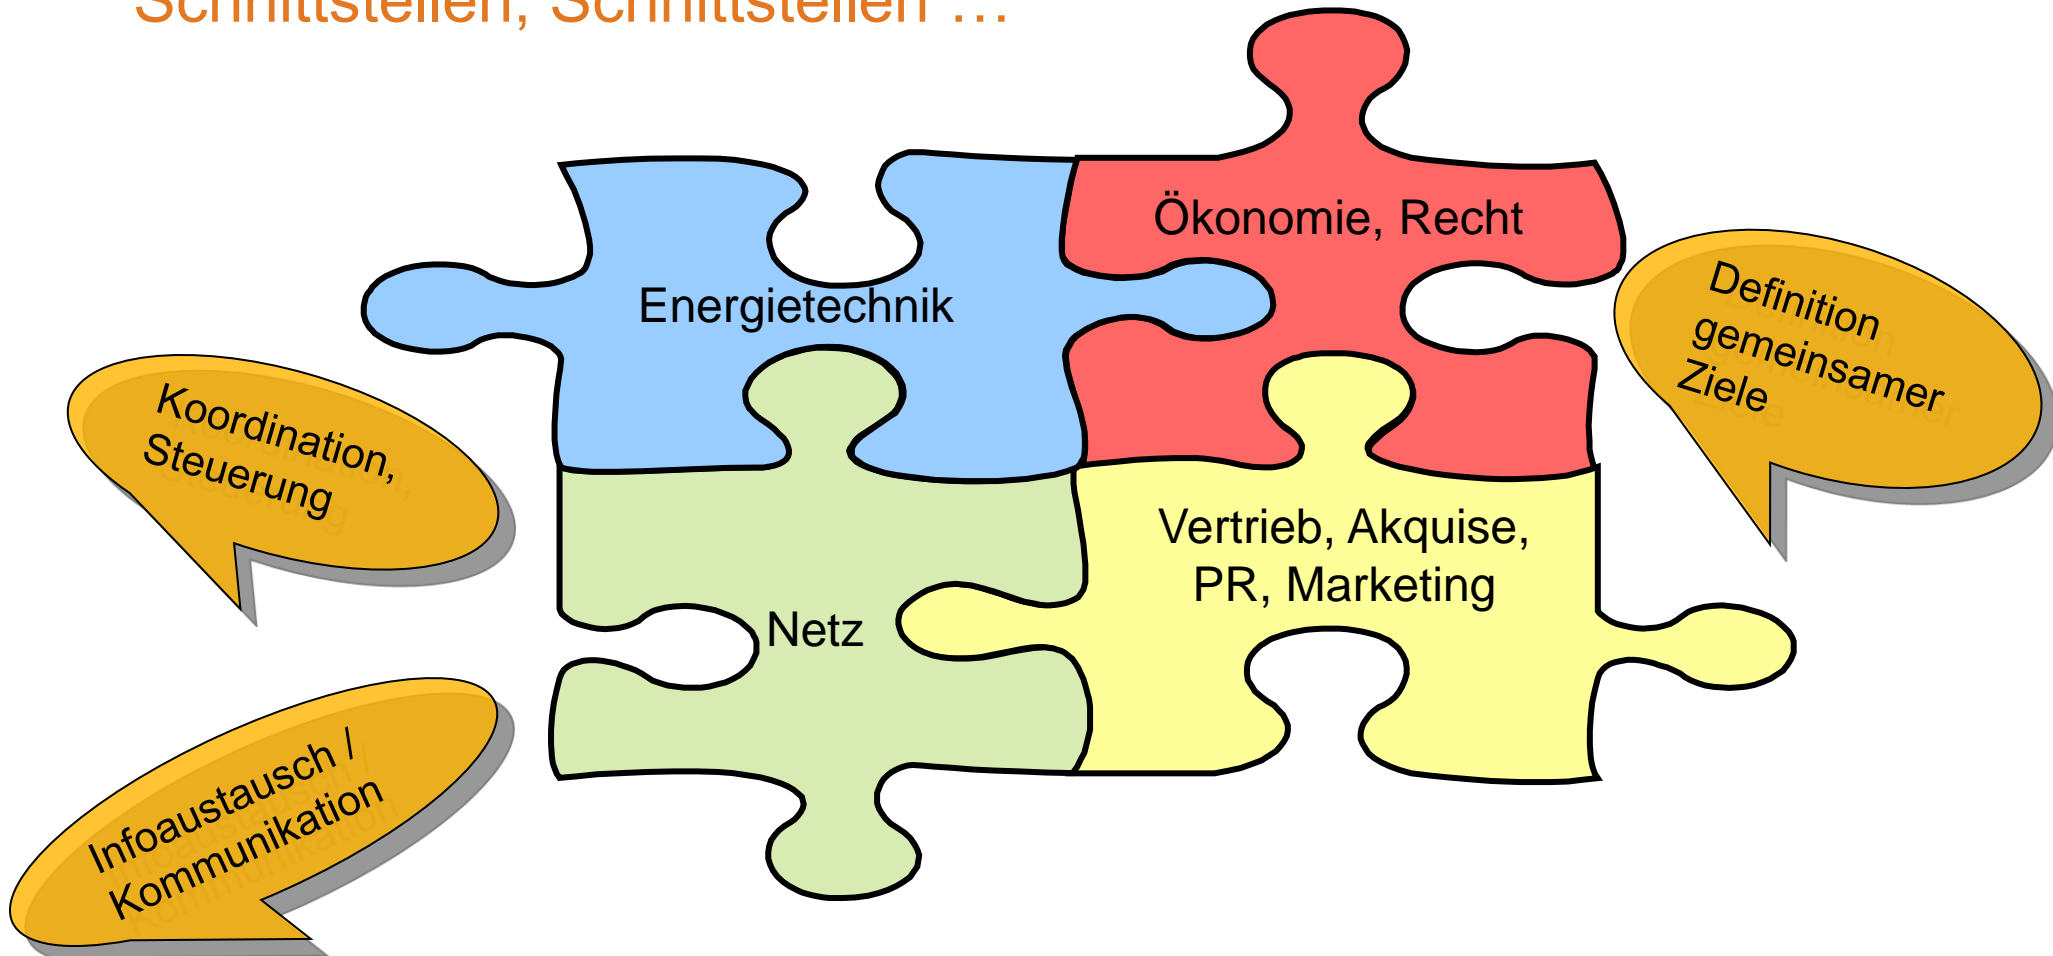 Schnittstellen, Schnittstellen …
Ökonomie, Recht
Energietechnik
Definition
gemeinsamer
Ziele
Koordination,
Steuerung
Vertrieb, Akquise,
PR, Marketing
Netz
Infoaustausch /
Kommunikation